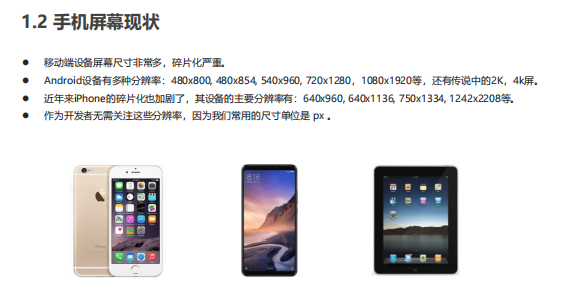 1.2 手机屏幕现状
● 移动端设备屏幕尺寸非常多，碎片化严重。
● Android设备有多种分辨率：480x800, 480x854, 540x960, 720x1280，1080x1920等，还有传说中的2K，4k屏。
● 近年来iPhone的碎片化也加剧了，其设备的主要分辨率有：640x960, 640x1136, 750x1334, 1242x2208等。
● 作为开发者无需关注这些分辨率，因为我们常用的尺寸单位是 px 。
8:16